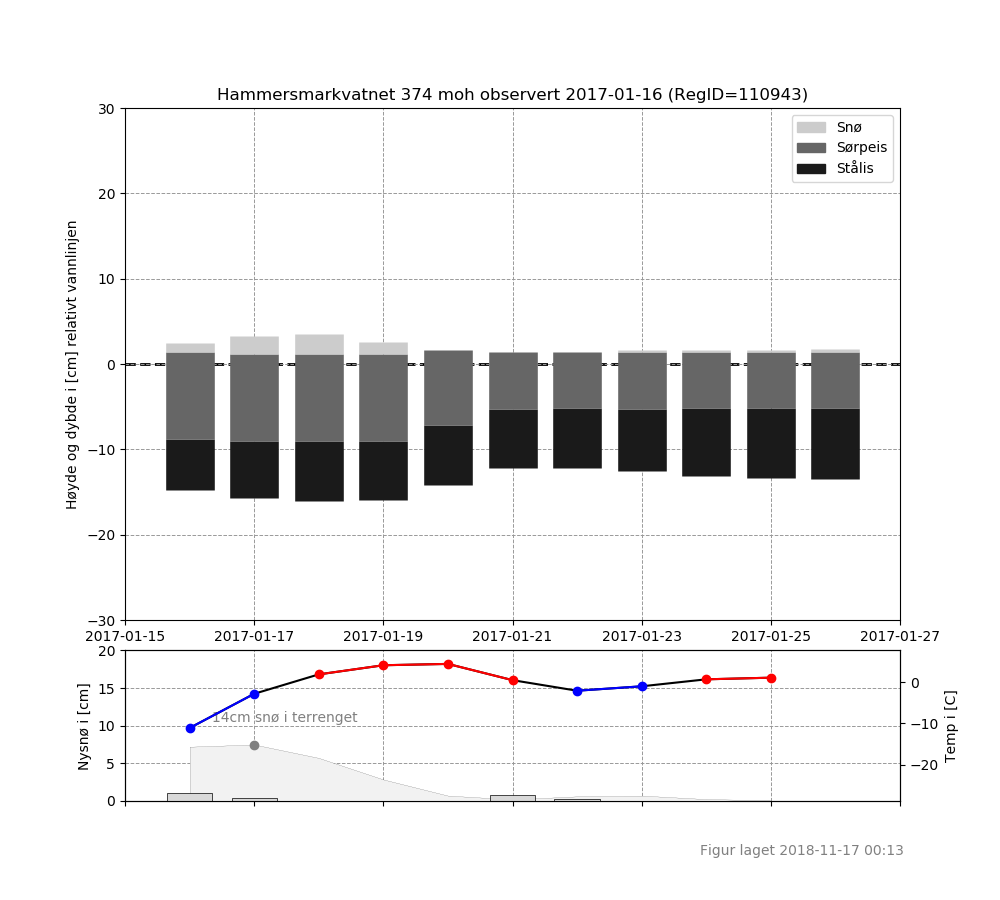 Hammersmarkvatnet 374 moh observert 2017-01-16 (RegID=110943)
Høyde og dybde i [cm] relativt vannlinjen
30
20
10
0
−10
−20
−30
Snø
Sørpeis
Stålis
2017-01-15 2017-01-17 2017-01-19 2017-01-21 2017-01-23 2017-01-25 2017-01-27
Nysnø i [cm]
20
15
10
5
0
14cm snø i terrenget
0
−10
−20
Temp i [C]
Figur laget 2018-11-17 00:13